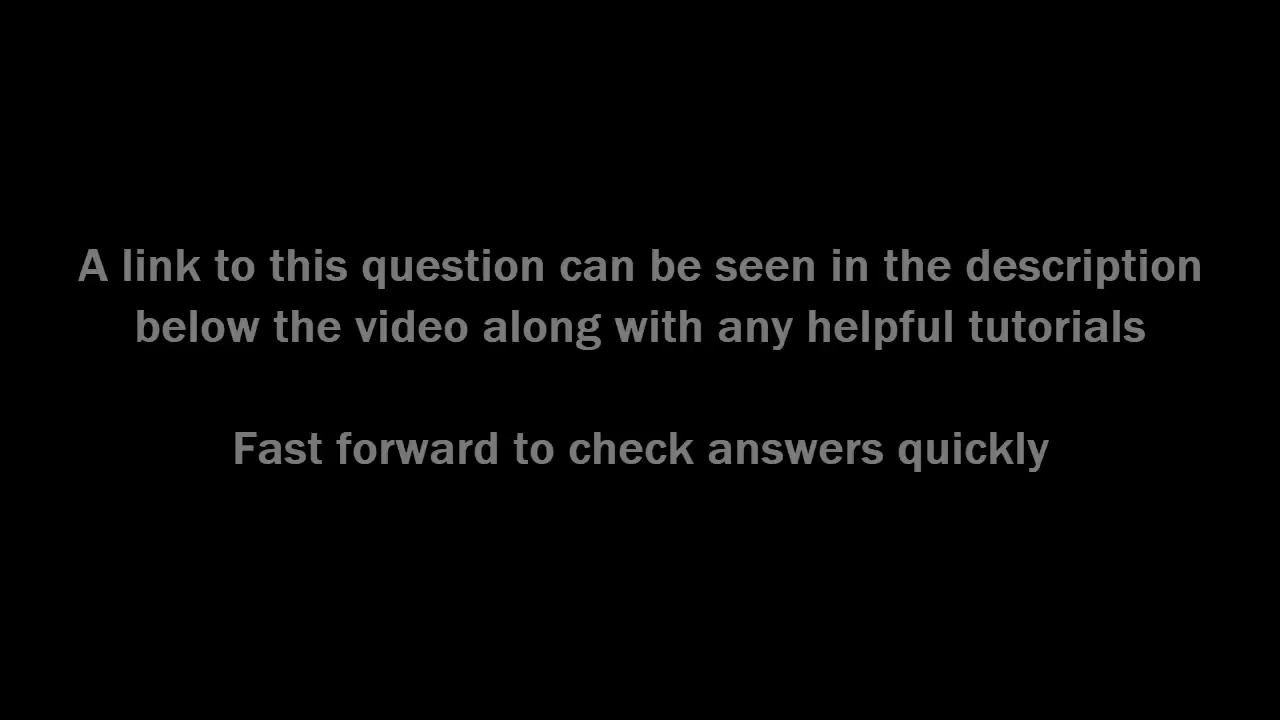 A link to this question can be seen in the description
below the video along with any helpful tutorials
Fast forward to check answers quickly